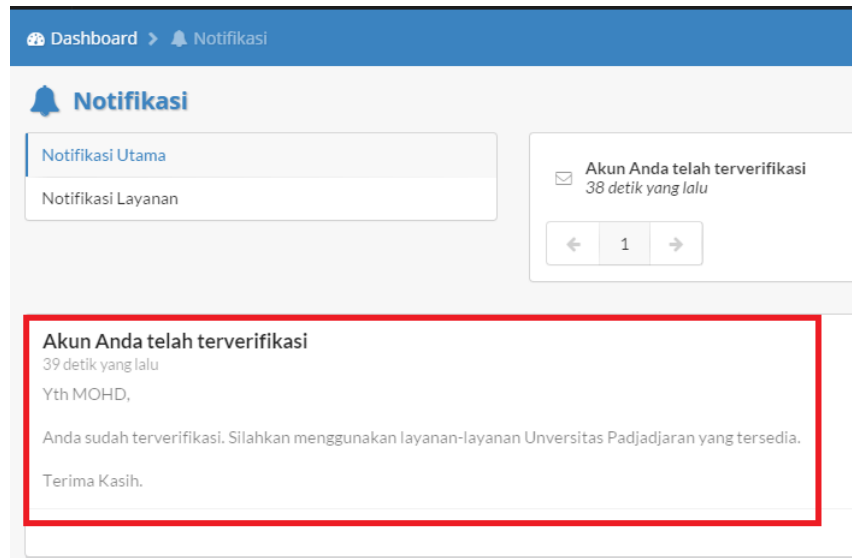 Dashboard > Notifikasi
Notifikasi
Notifikasi Utama
Notifikasi Layanan
Akun Anda telah terverifikasi
38 detik yang lalu
1
Akun Anda telah terverifikasi
39 detik yang lalu
Yth MOHD,
Anda sudah terverifikasi. Silahkan menggunakan layanan-layanan Unversitas Padjadjaran yang tersedia.
Terima Kasih.